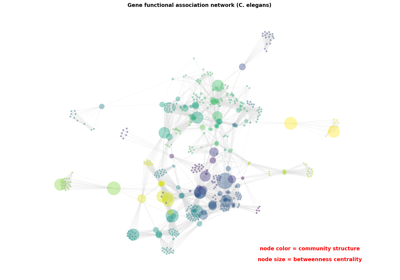 Gene functional association network (C. elegans)
node color = community structure
node size = betweenness centrality